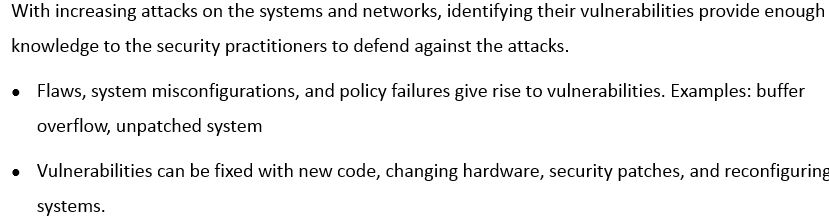 With increasing attacks on the systems and networks, identifying their vulnerabilities provide enough
knowledge to the security practitioners to defend against the attacks.
• Flaws, system misconfigurations, and policy failures give rise to vulnerabilities. Examples: buffer
overflow, unpatched system
• Vulnerabilities can be fixed with new code, changing hardware, security patches, and reconfiguring
systems.